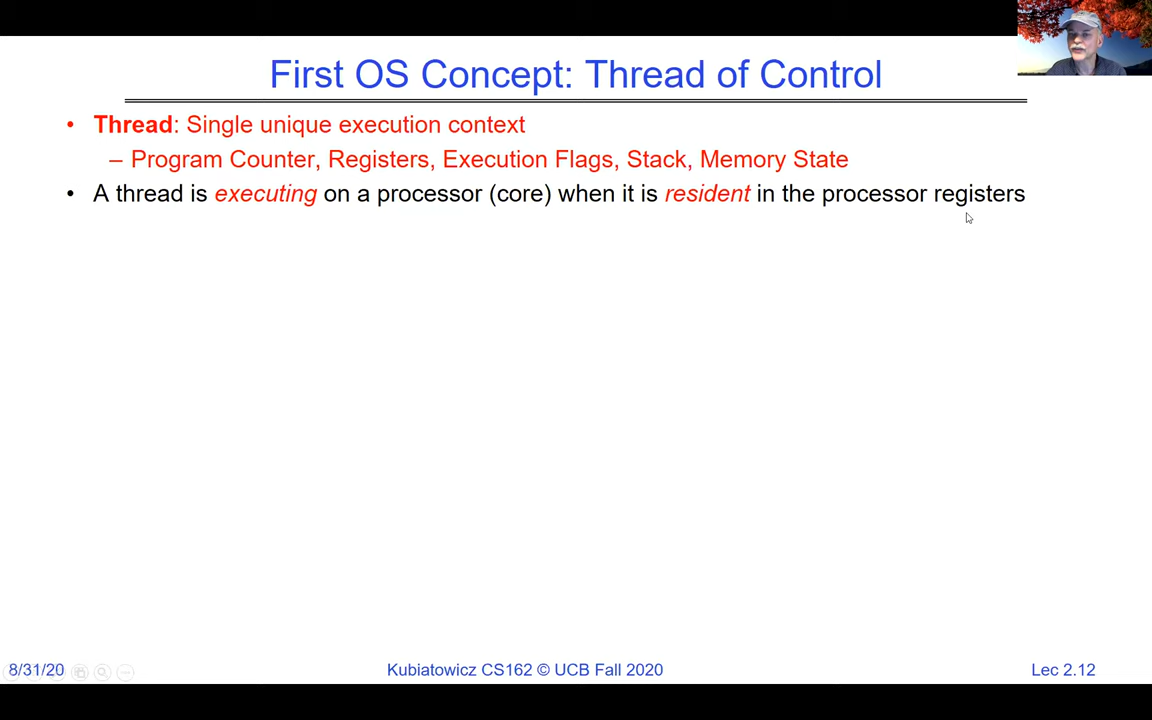 First OS Concept: Thread of Control
• Thread: Single unique execution context
– Program Counter, Registers, Execution Flags, Stack, Memory State
• A thread is executing on a processor (core) when it is resident in the processor registers
8/31/20
Kubiatowicz CS162 © UCB Fall 2020
Lec 2.12